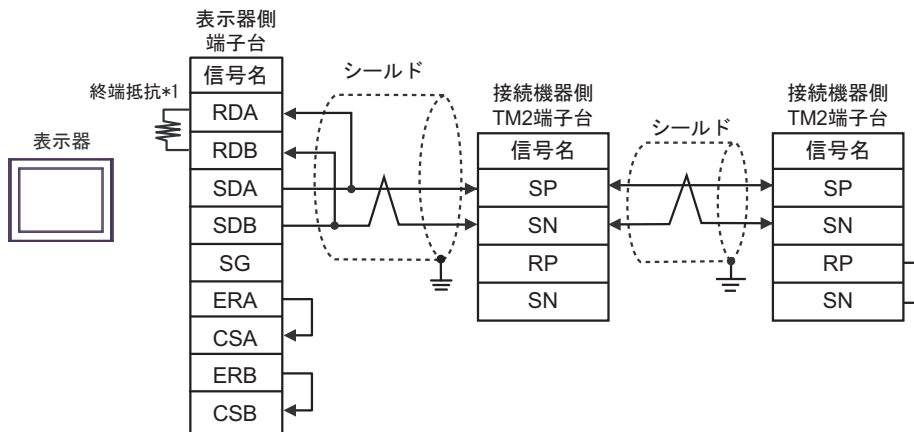 表示器
終端抵抗*1
表示器側
端子台
信号名
RDA
RDB
SDA
SDB
SG
ERA
CSA
ERB
CSB
シールド
接続機器側
TM2端子台
信号名
SP
SN
RP
SN
シールド
接続機器側
TM2端子台
信号名
SP
SN
RP
SN